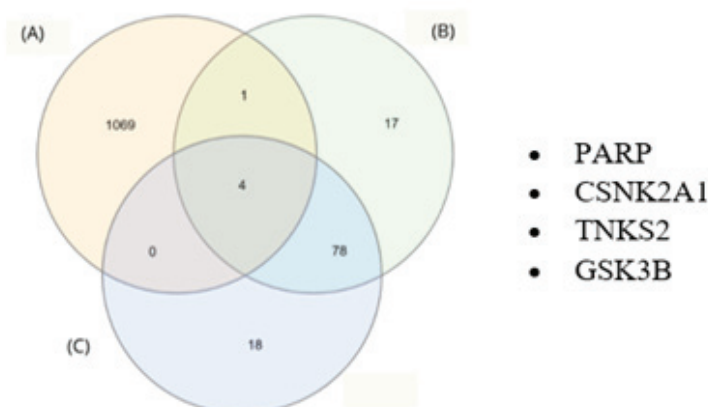 (A)
(B)
1069
1
17
4
0
78
(C)
18
• PARP
• CSNK2A1
• TNKS2
• GSK3B